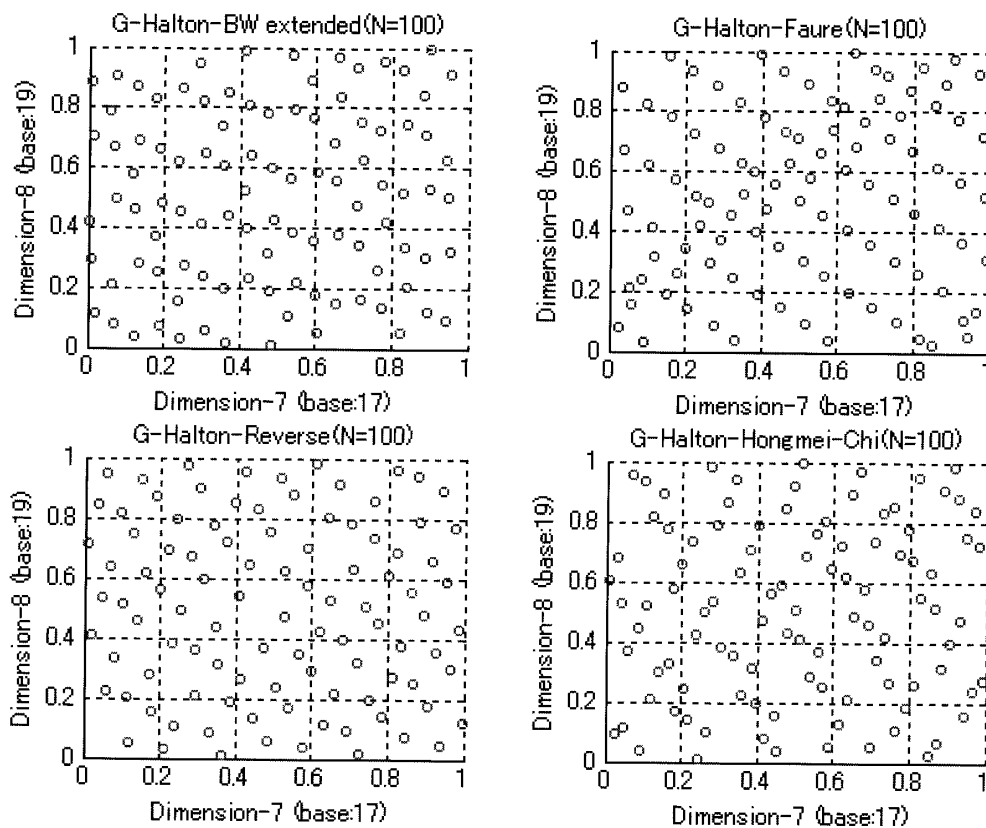 G-Halton-BW extended(N=100)
1
0.8
0.6
0.4
0.2
0
Dimension-8 (base:19)
0 0.2 0.4 0.6 0.8 1
Dimension-7 (base:17)
G-Halton-Faure(N=100)
1
0.8
0.6
0.4
0.2
0
Dimension-8 (base:19)
0 0.2 0.4 0.6 0.8 1
Dimension-7 (base:17)
G-Halton-Reverse(N=100)
1
0.8
0.6
0.4
0.2
0
Dimension-8 (base:19)
0 0.2 0.4 0.6 0.8 1
Dimension-7 (base:17)
G-Halton-Hongmei-Chi(N=100)
1
0.8
0.6
0.4
0.2
0
Dimension-8 (base:19)
0 0.2 0.4 0.6 0.8 1
Dimension-7 (base:17)